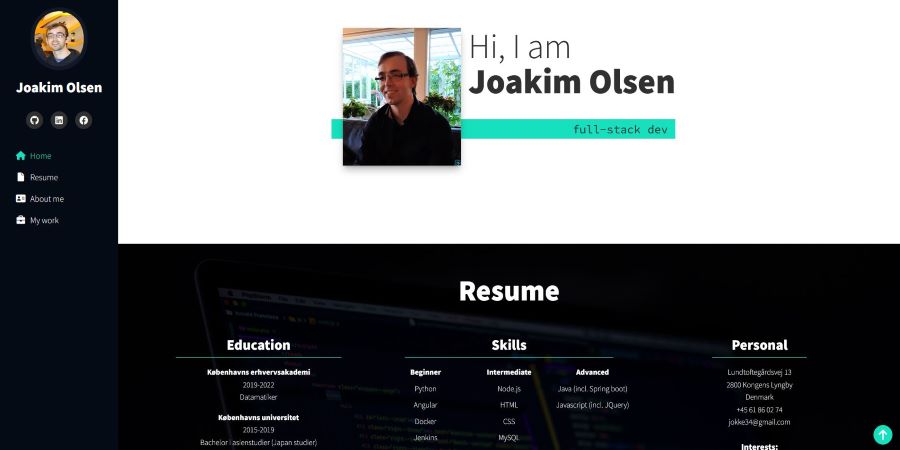 Joakim Olsen
Home
Resume
About me
My work
Hi, I am
Joakim Olsen
full-stack dev
Resume
Education
Københavns erhvervsakademi
2019-2022
Datamatiker
Københavns universitet
2015-2019
Bachelor i asienstudier (Japan studier)
Skills
Beginner
Python
Angular
Docker
Jenkins
Intermediate
Node.js
HTML
CSS
MySQL
Advanced
Java (incl. Spring boot)
Javascript (incl. JQuery)
Personal
Lundtoftegårdsvej 13
2800 Kongens Lyngby
Denmark
+45 61 86 02 74
jokke34@gmail.com
Interests: